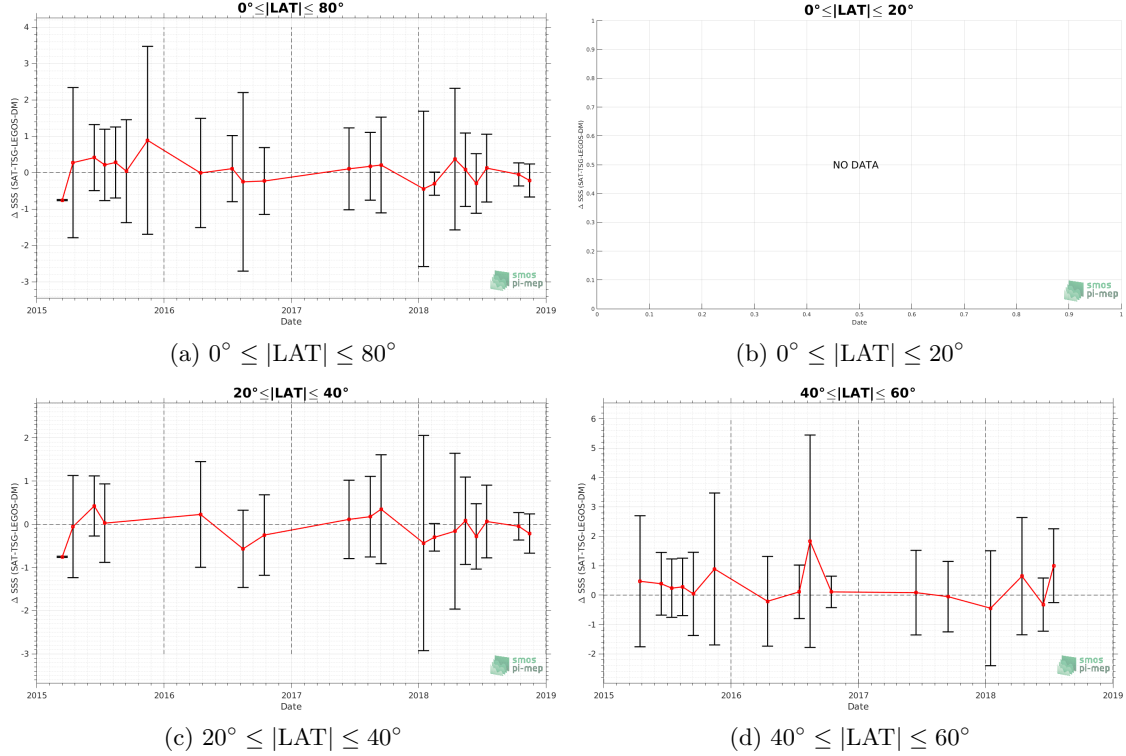 0°≤|LAT|≤ 80°
4
3
2
1
0
-1
-2
-3
Δ SSS (SAT-TSG-LEGOS-DM)
2015
2016
2017
2018
2019
Date
smos
pi-mep
(a) 0° ≤ |LAT| ≤ 80°
0°≤|LAT|≤ 20°
1
0.9
0.8
0.7
0.6
0.5
0.4
0.3
0.2
0.1
0
Δ SSS (SAT-TSG-LEGOS-DM)
NO DATA
0
0.1
0.2
0.3
0.4
0.5
0.6
0.7
0.8
0.9
1
Date
smos
pi-mep
(b) 0° ≤ |LAT| ≤ 20°
20°≤|LAT|≤ 40°
2
1
0
-1
-2
-3
Δ SSS (SAT-TSG-LEGOS-DM)
2015
2016
2017
2018
2019
Date
smos
pi-mep
(c) 20° ≤ |LAT| ≤ 40°
40°≤|LAT|≤ 60°
6
5
4
3
2
1
0
-1
-2
Δ SSS (SAT-TSG-LEGOS-DM)
2015
2016
2017
2018
2019
Date
smos
pi-mep
(d) 40° ≤ |LAT| ≤ 60°